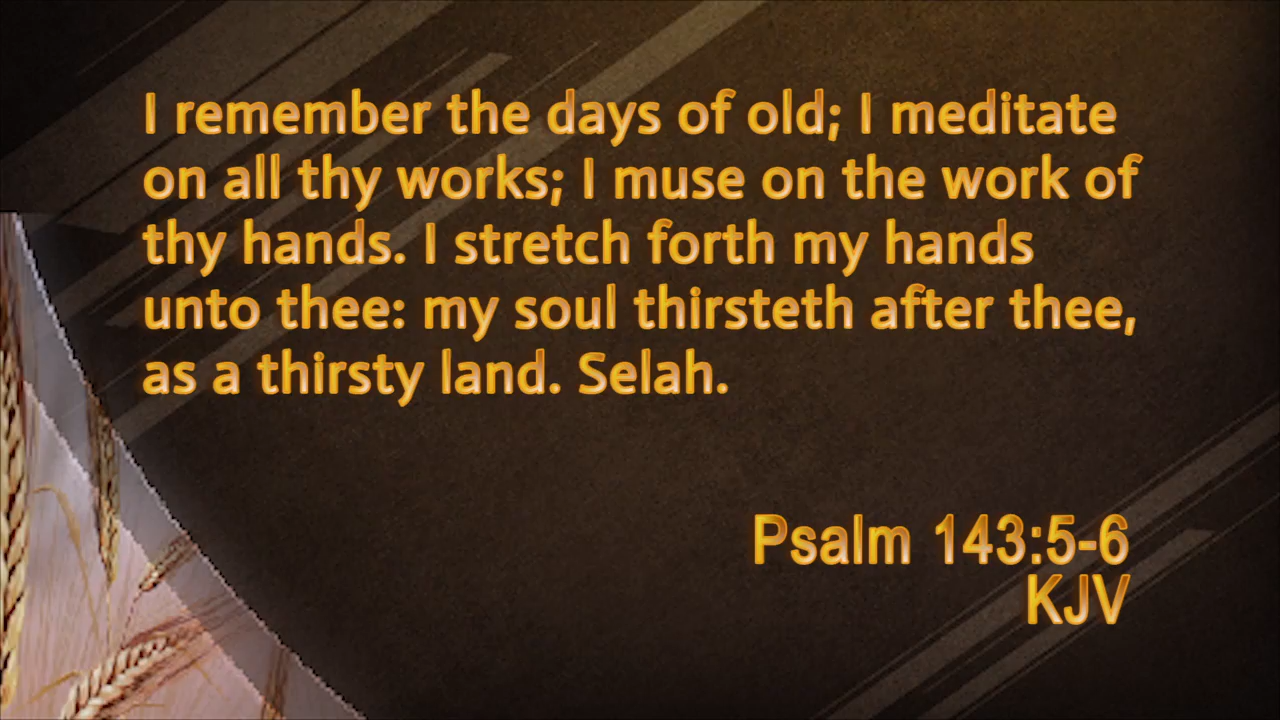 I remember the days of old; I meditate
on all thy works; I muse on the work of
thy hands. I stretch forth my hands
unto thee: my soul thirsteth after thee,
as a thirsty land. Selah.
Psalm 143:5-6
KJV